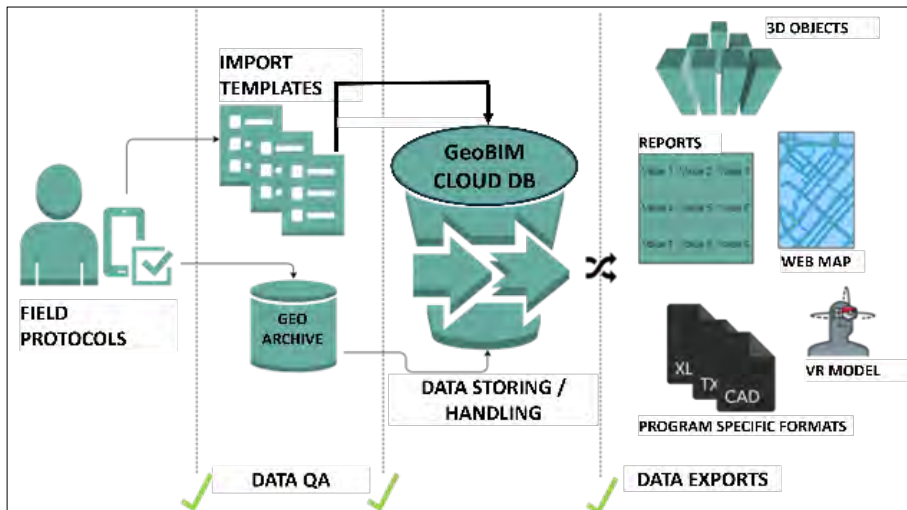 3D OBJECTS
IMPORT
TEMPLATES
REPORTS
GeoBIM
CLOUD DB
WEB MAP
FIELD
PROTOCOLS
GEO
ARCHIVE
XL
TX
CAD
VR MODEL
DATA STORING /
HANDLING
PROGRAM SPECIFIC FORMATS
DATA QA
DATA EXPORTS